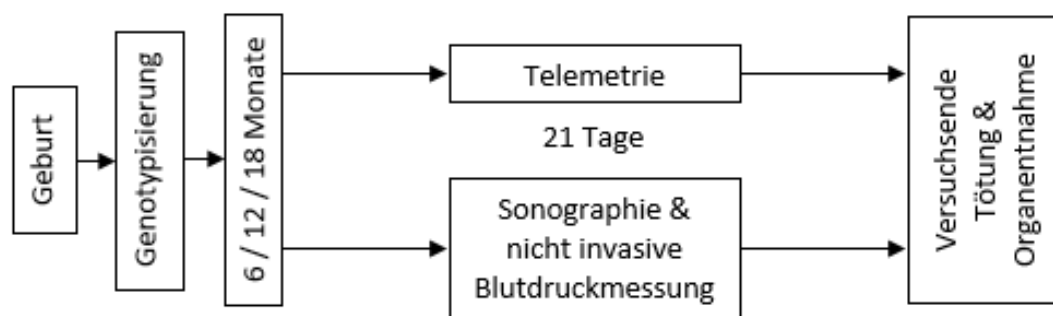 Geburt
Genotypisierung
6 / 12 / 18 Monate
Telemetrie
21 Tage
Sonographie &
nicht invasive
Blutdruckmessung
Versuchsende
Tötung &
Organentnahme